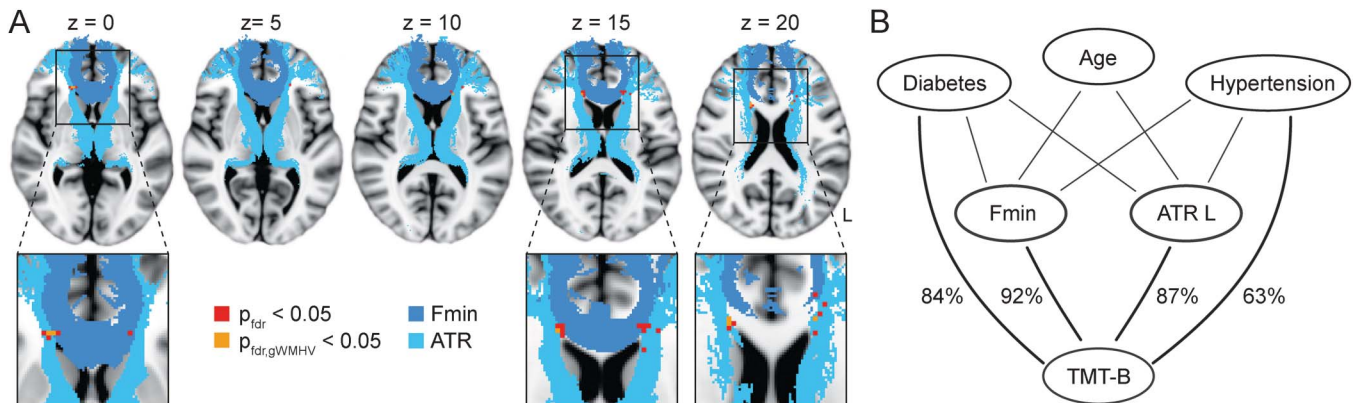 A
z = 0
z= 5
z = 10
z = 15
z = 20
L
p_fdr < 0.05
p_fdr,gWMHV < 0.05
Fmin
ATR
B
Age
Diabetes
Hypertension
Fmin
ATR L
84%
92%
87%
63%
TMT-B